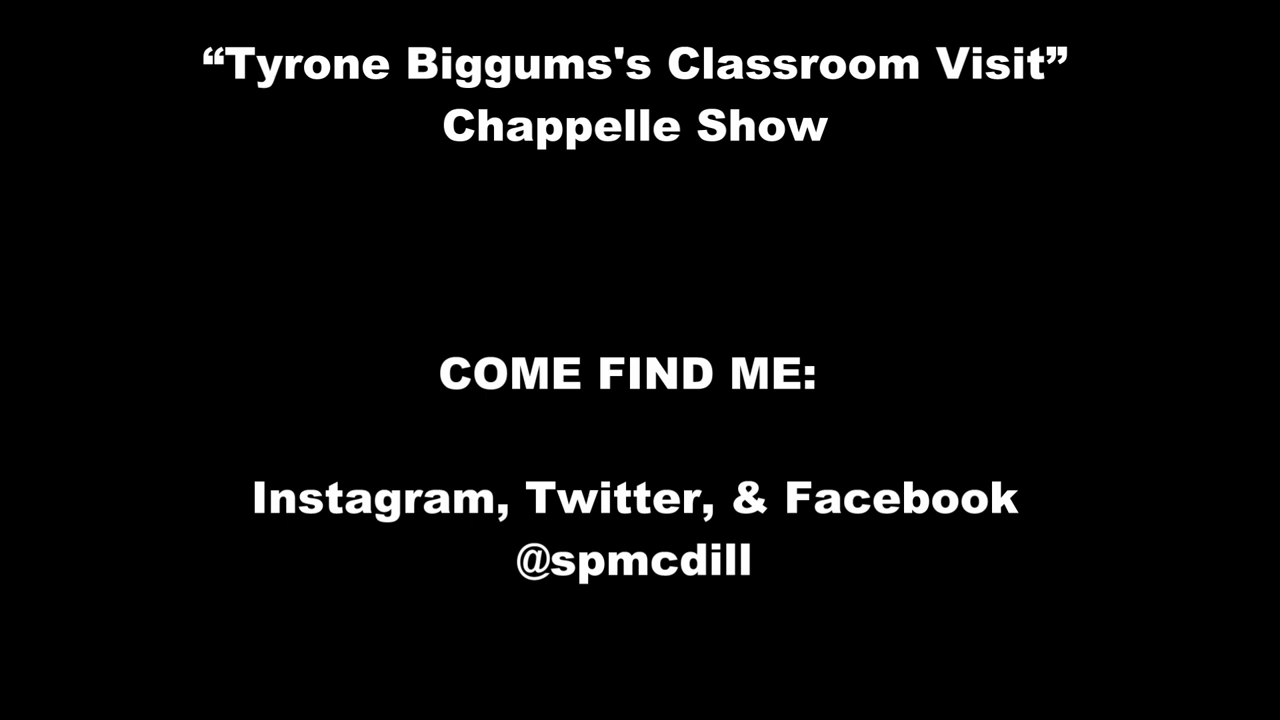 “Tyrone Biggums's Classroom Visit”
Chappelle Show
COME FIND ME:
Instagram, Twitter, & Facebook
@spmcdill